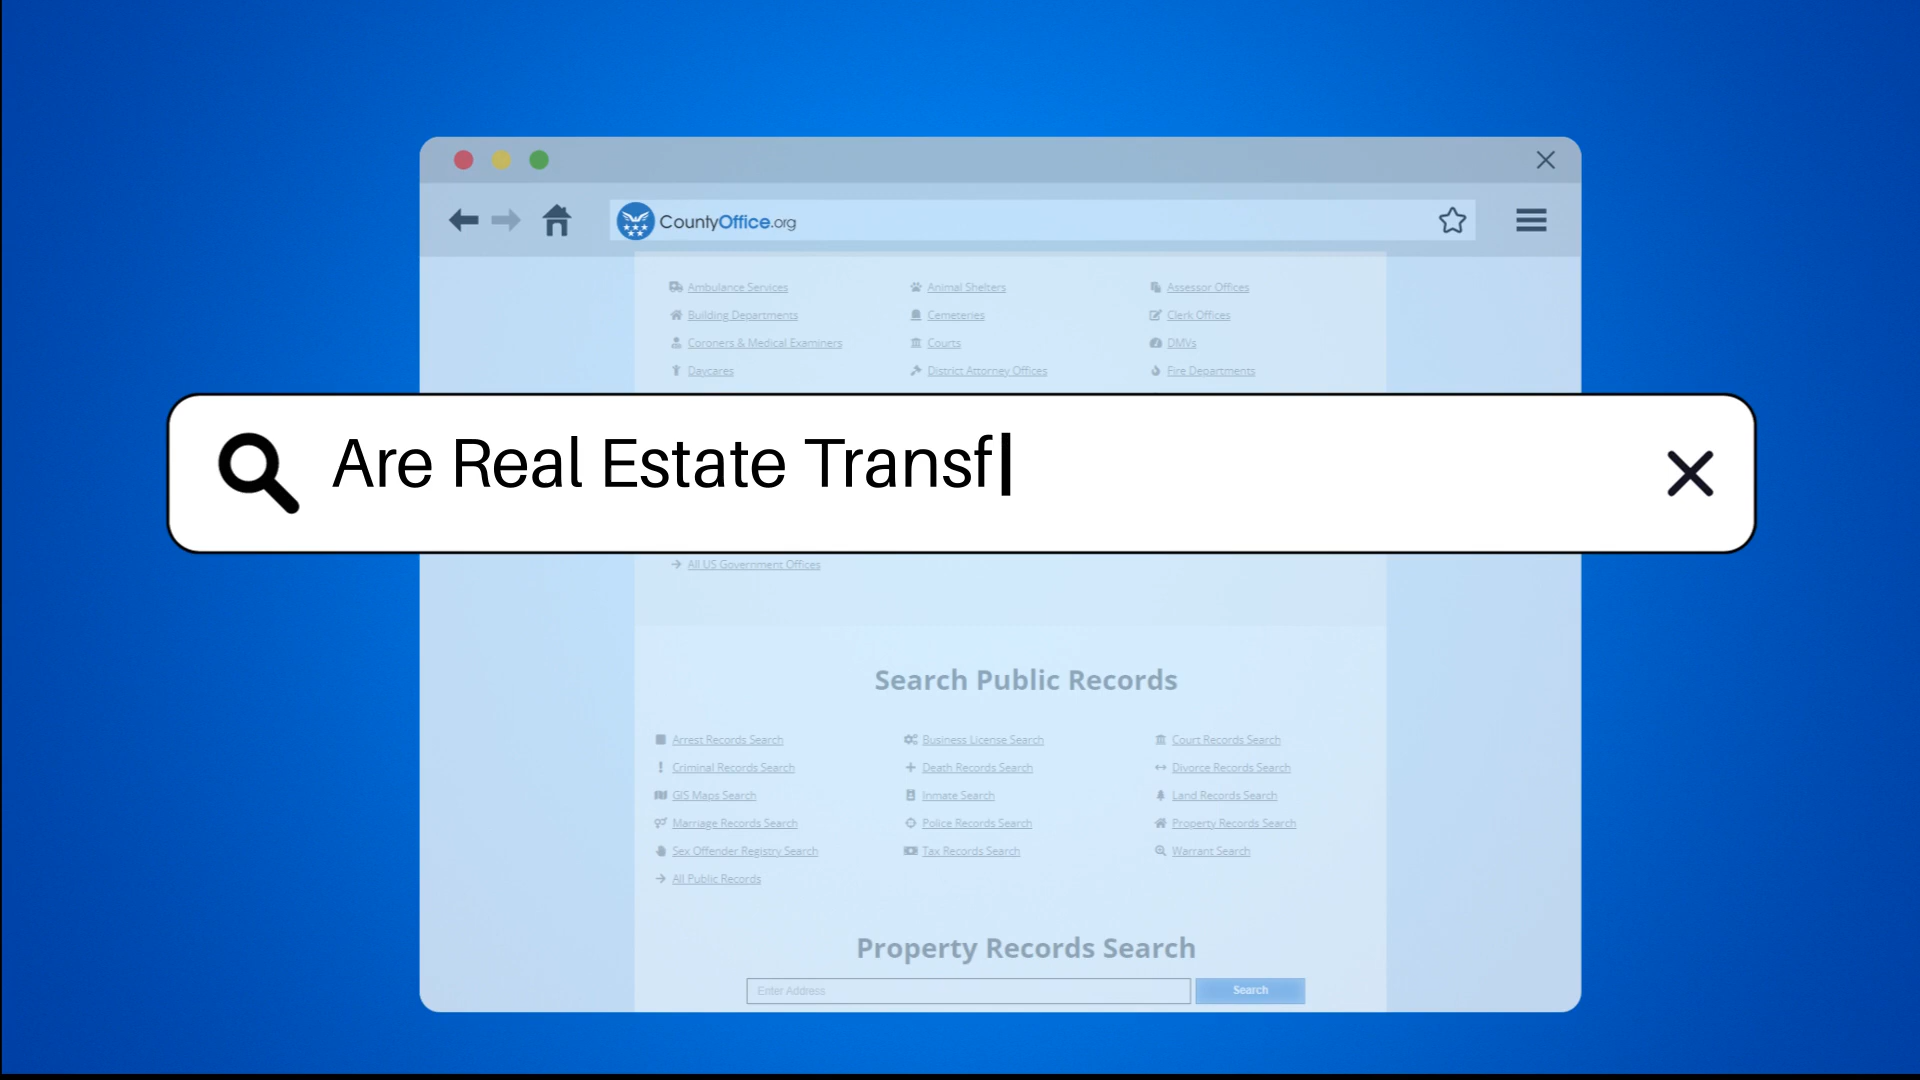 CountyOffice.org
Ambulance Services Animal Shelters Assessor Offices
Building Departments Cemeteries Clerk Offices
Coroners & Medical Examiners Courts DMVs
Daycares District Attorney Offices Fire Departments
Are Real Estate Transf
All US Government Offices
Search Public Records
Arrest Records Search Business License Search Court Records Search
Criminal Records Search Death Records Search Divorce Records Search
GIS Maps Search Inmate Search Land Records Search
Marriage Records Search Police Records Search Property Records Search
Sex Offender Registry Search Tax Records Search Warrant Search
All Public Records
Property Records Search
Enter Address Search